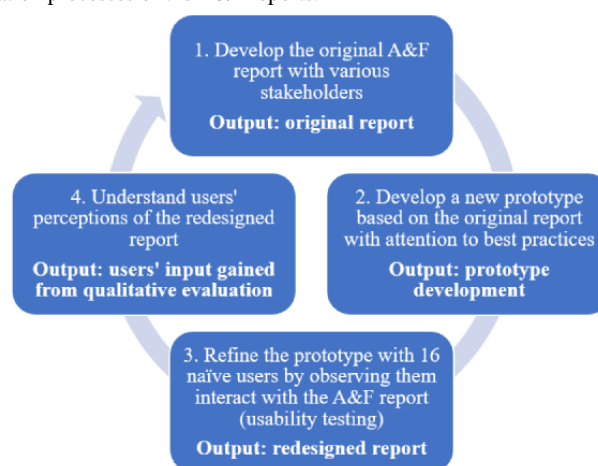 1. Develop the original A&F
report with various
stakeholders
Output: original report
2. Develop a new prototype
based on the original report
with attention to best practices
Output: prototype
development
3. Refine the prototype with 16
naïve users by observing them
interact with the A&F report
(usability testing)
Output: redesigned report
4. Understand users'
perceptions of the redesigned
report
Output: users' input gained
from qualitative evaluation